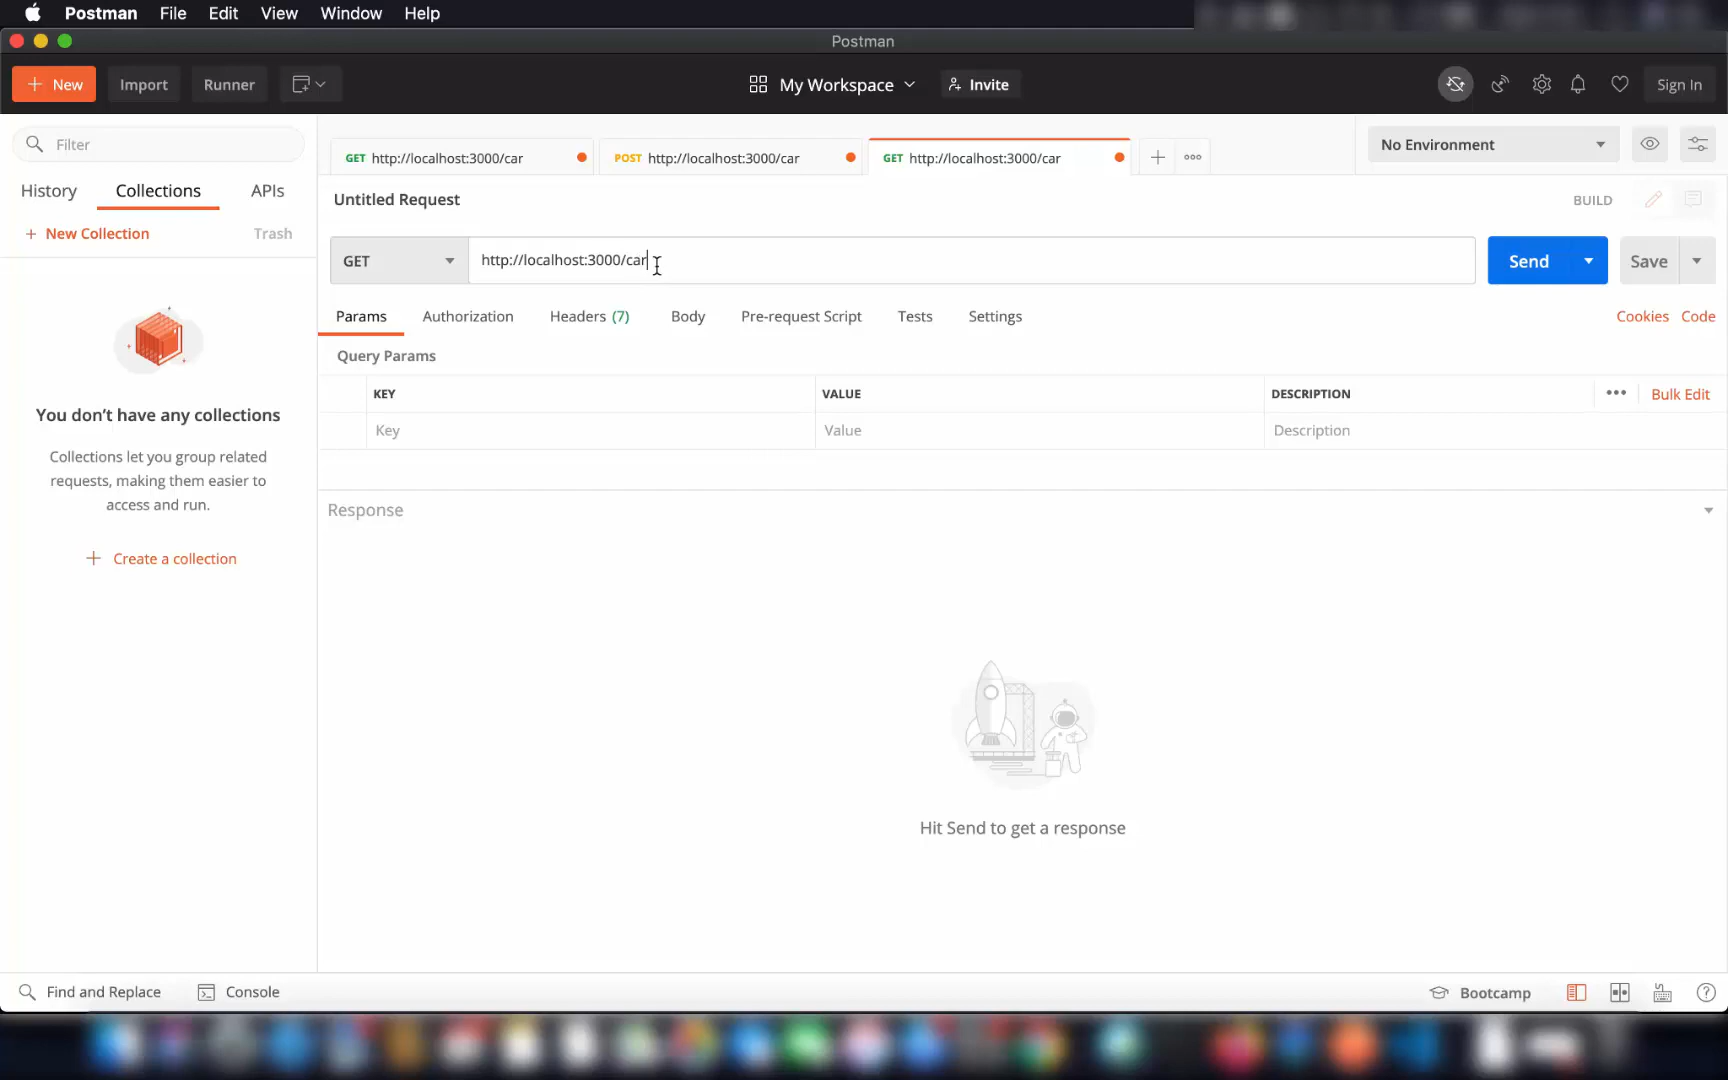 Postman File Edit View Window Help
Postman
+ New Import Runner My Workspace Invite Sign In
Filter
GET http://localhost:3000/car POST http://localhost:3000/car GET http://localhost:3000/car No Environment
History Collections APIs
Untitled Request BUILD
+ New Collection Trash
GET http://localhost:3000/car Send Save
Params Authorization Headers (7) Body Pre-request Script Tests Settings Cookies Code
Query Params
KEY VALUE DESCRIPTION ••• Bulk Edit
Key Value Description
You don't have any collections
Collections let you group related
requests, making them easier to
access and run.
+ Create a collection
Response
Hit Send to get a response
Find and Replace Console Bootcamp